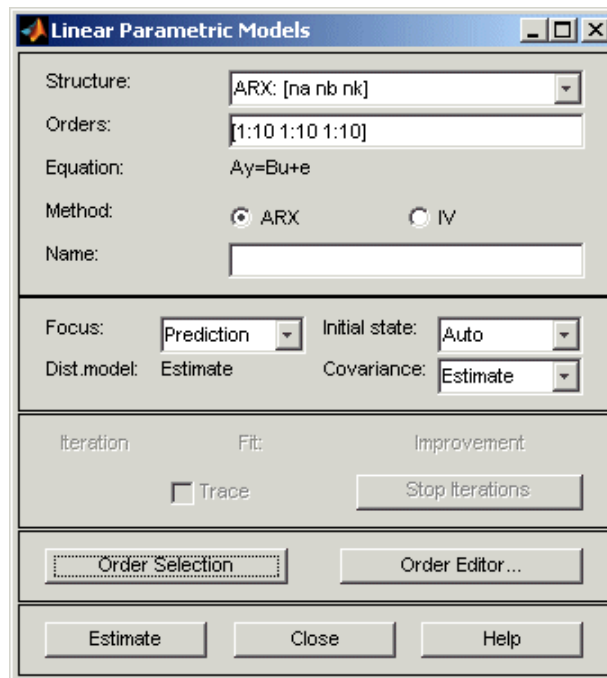 Linear Parametric Models
Structure: ARX: [na nb nk]
Orders: [1:10 1:10 1:10]
Equation: Ay=Bu+e
Method: ARX IV
Name:
Focus: Prediction Initial state: Auto
Dist.model: Estimate Covariance: Estimate
Iteration Fit: Improvement
Trace Stop Iterations
Order Selection Order Editor...
Estimate Close Help